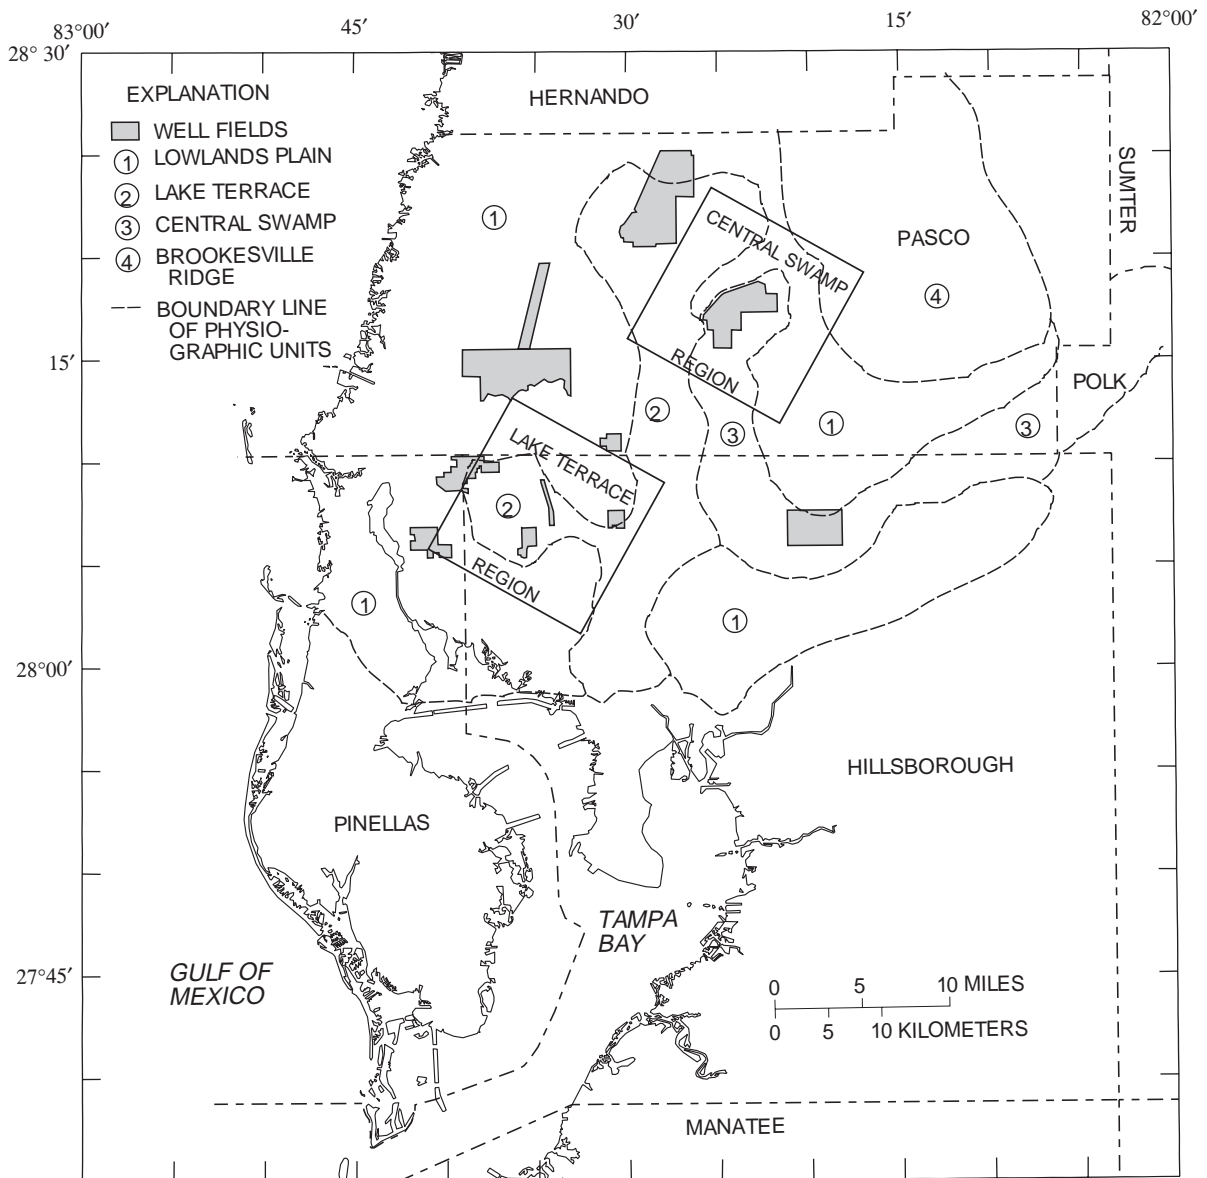 83°00′
45′
30′
15′
82°00′
28° 30′
EXPLANATION
WELL FIELDS
1 LOWLANDS PLAIN
2 LAKE TERRACE
3 CENTRAL SWAMP
4 BROOKESVILLE
RIDGE
BOUNDARY LINE
OF PHYSIO-
GRAPHIC UNITS
HERNANDO
SUMTER
PASCO
1
CENTRAL SWAMP
REGION
4
15′
POLK
2
3
1
3
LAKE TERRACE
2
REGION
1
1
28°00′
HILLSBOROUGH
PINELLAS
TAMPA
BAY
GULF OF
MEXICO
27°45′
0 5 10 MILES
0 5 10 KILOMETERS
MANATEE